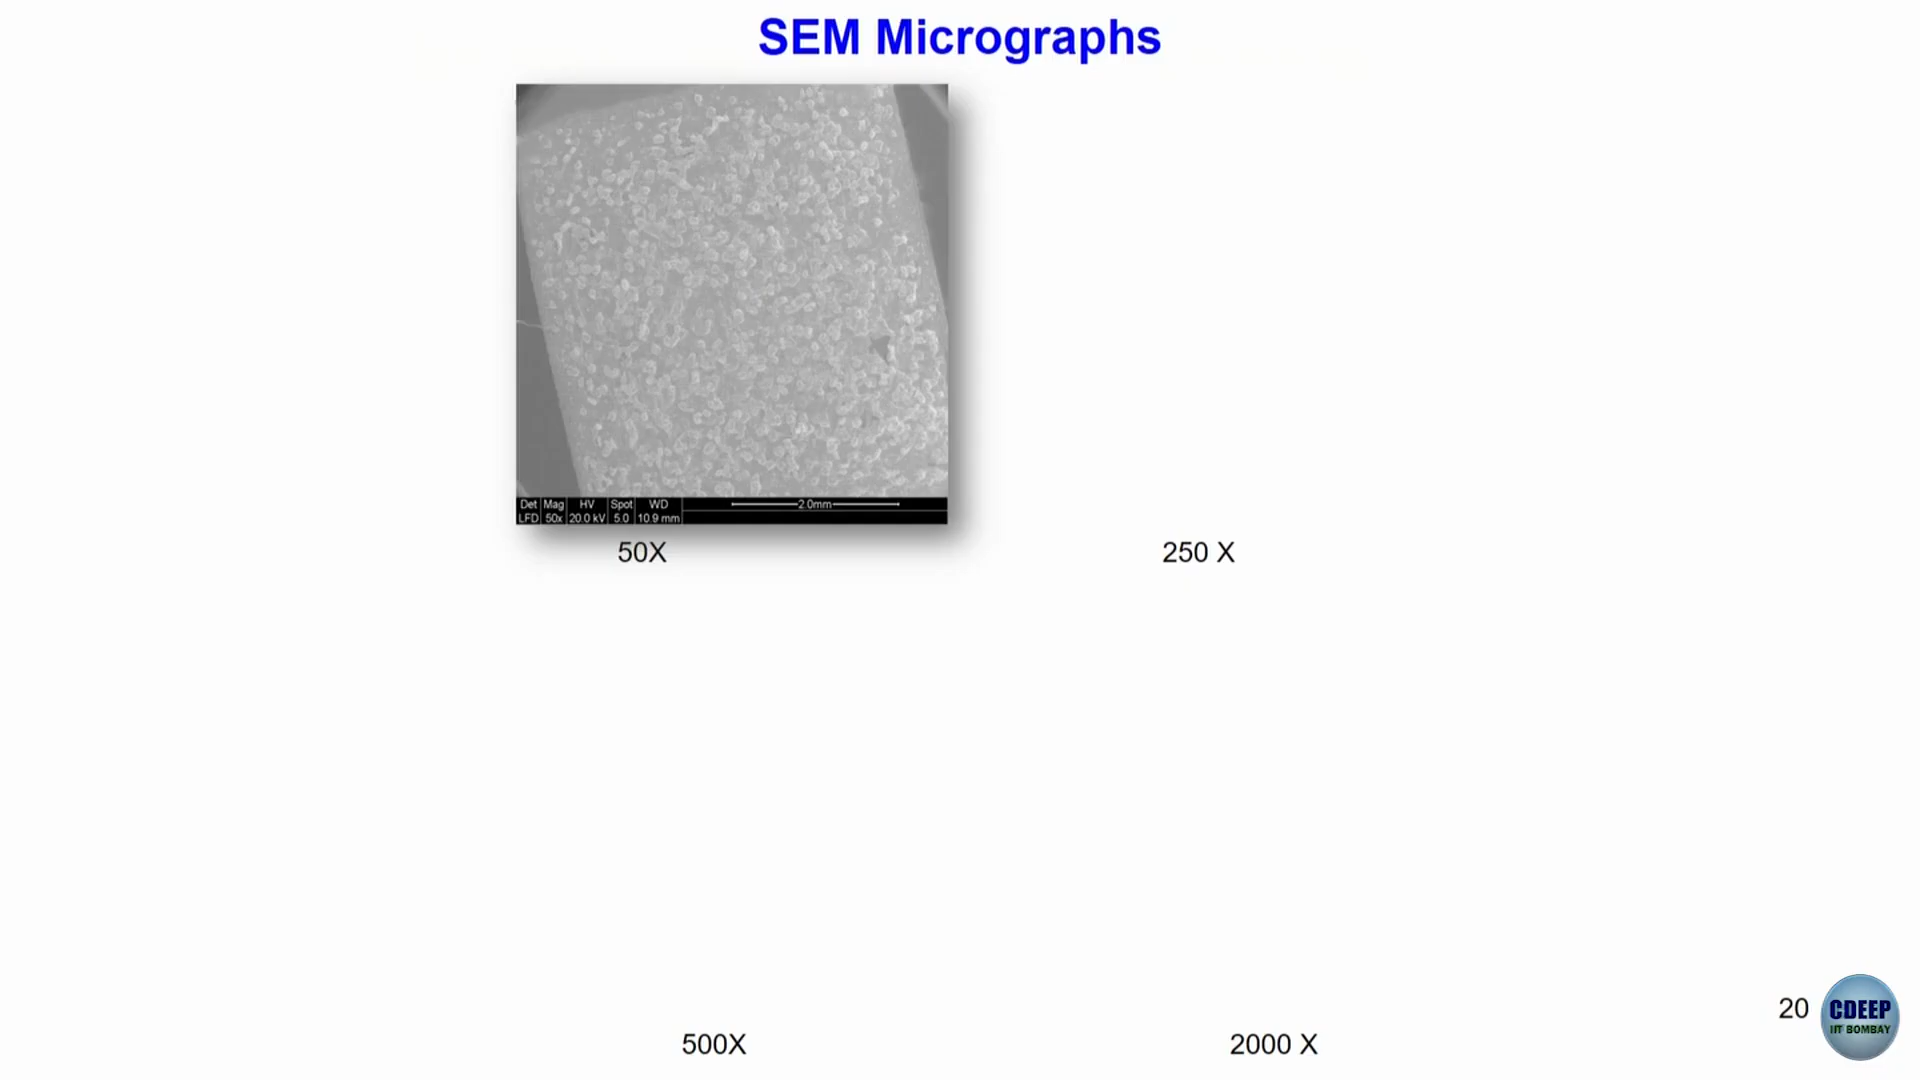 SEM Micrographs
Det Mag HV Spot WD 2.0mm
LFD 50x 20.0 kV 5.0 10.9 mm
50X 250 X
20
CDEEP
IIT BOMBAY
500X 2000 X